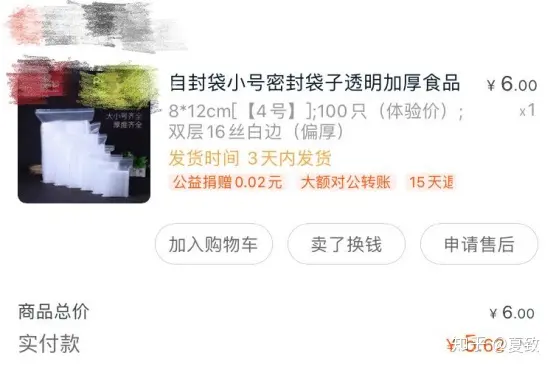 自封袋小号密封袋子透明加厚食品
¥ 6.00
大小号齐全
厚度齐全
8*12cm[【4号】];100只（体验价）;
x1
双层16丝白边（偏厚）
发货时间 3天内发货
公益捐赠0.02元 大额对公转账 15天退
加入购物车 卖了换钱 申请售后
商品总价
¥ 6.00
实付款
¥ 5.62
知乎 @夏致